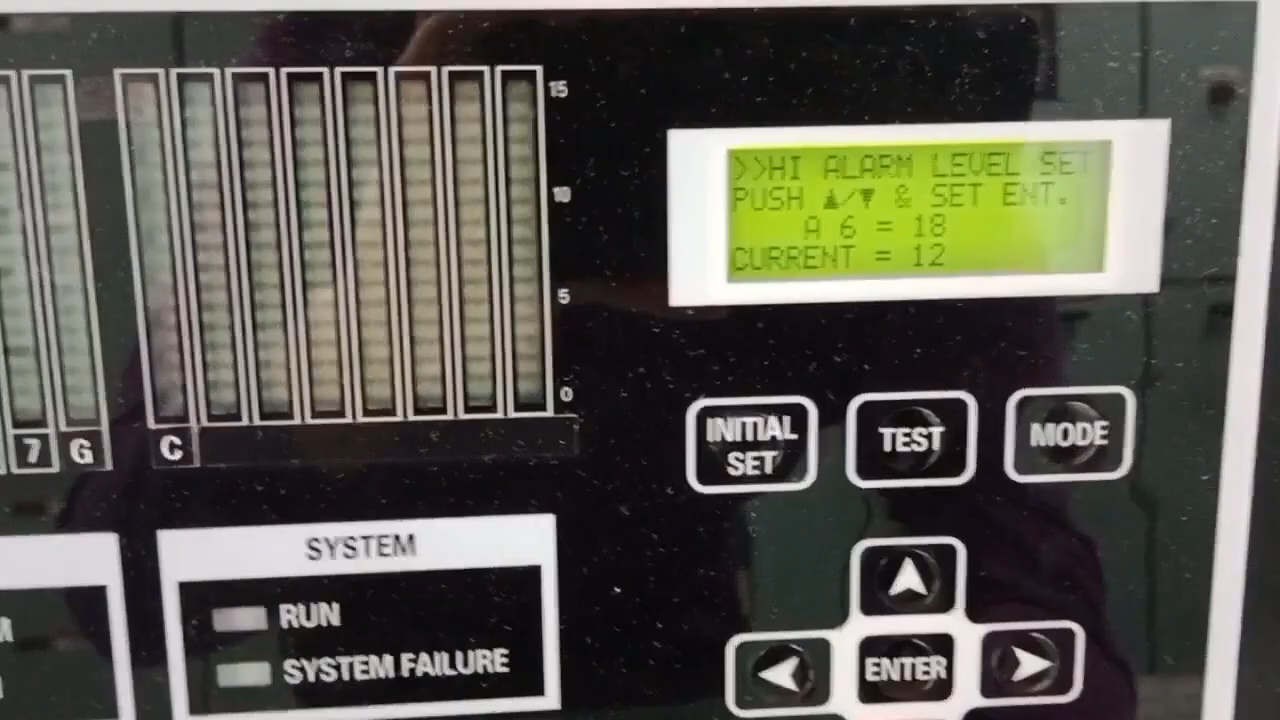 15
10
5
0
7 G
C
>>HI ALARM LEVEL SET
PUSH ▲/▼ & SET ENT.
A 6 = 18
CURRENT = 12
INITIAL
SET
TEST
MODE
SYSTEM
RUN
SYSTEM FAILURE
ENTER